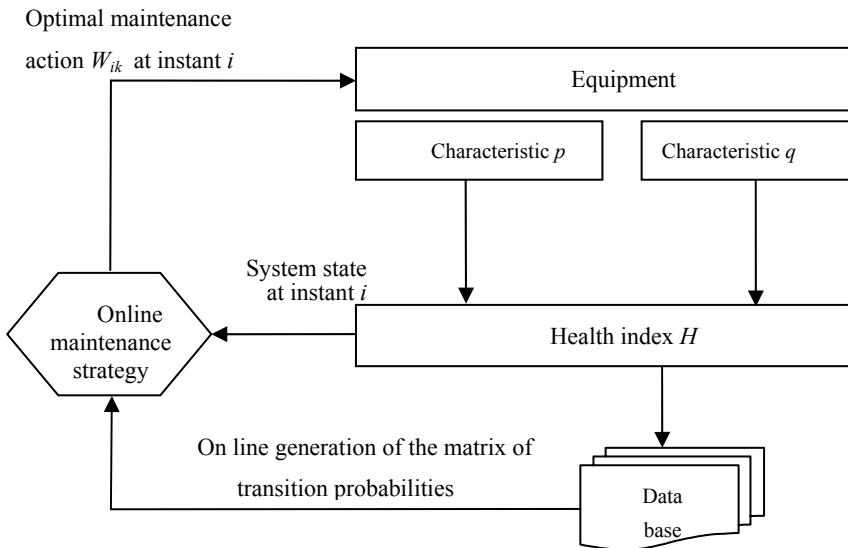 Optimal maintenance
action Wik at instant i
Equipment
Characteristic p
Characteristic q
System state
at instant i
Online
maintenance
strategy
Health index H
On line generation of the matrix of
transition probabilities
Data
base